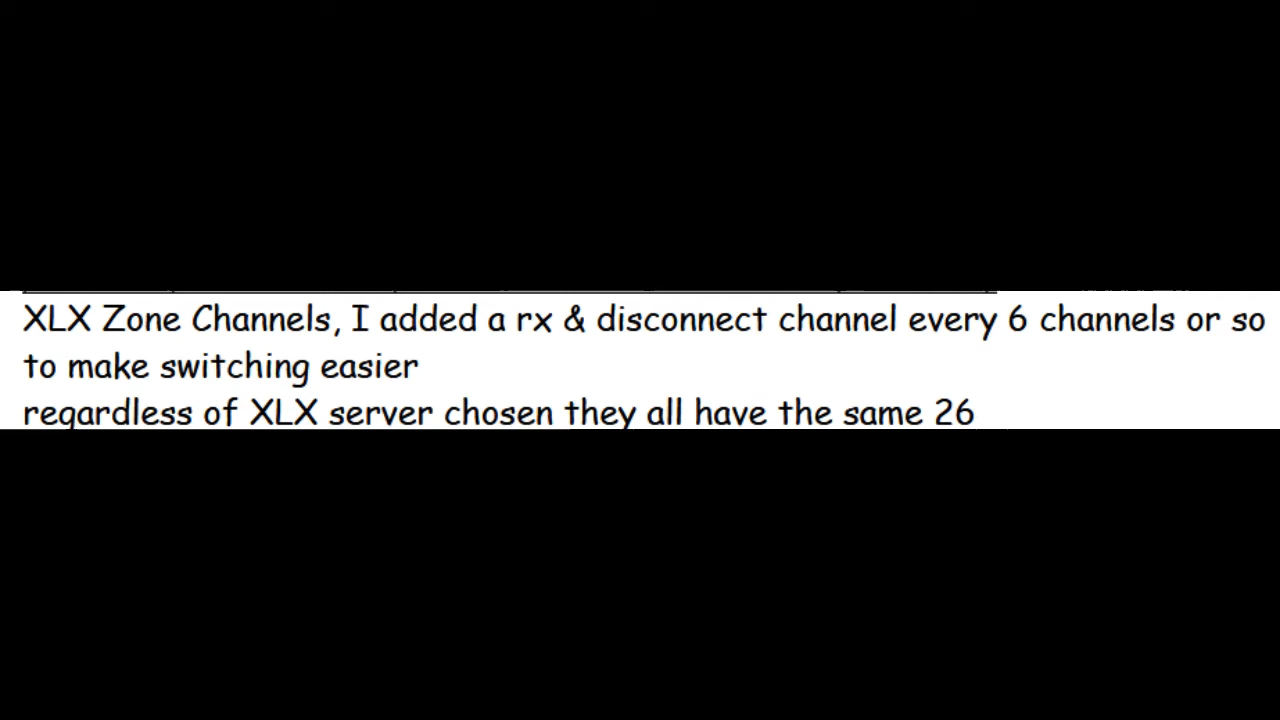 XLX Zone Channels, I added a rx & disconnect channel every 6 channels or so
to make switching easier
regardless of XLX server chosen they all have the same 26